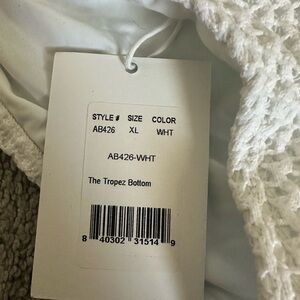 STYLE # SIZE COLOR
AB426 XL WHT
AB426-WHT
The Tropez Bottom
8 40302 31514 9